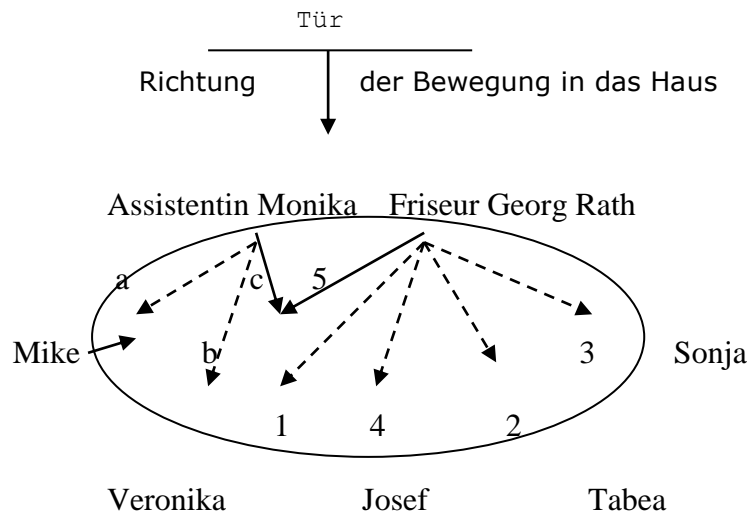 Tür
Richtung der Bewegung in das Haus
Assistentin Monika Friseur Georg Rath
a c 5
Mike b 3 Sonja
1 4 2
Veronika Josef Tabea